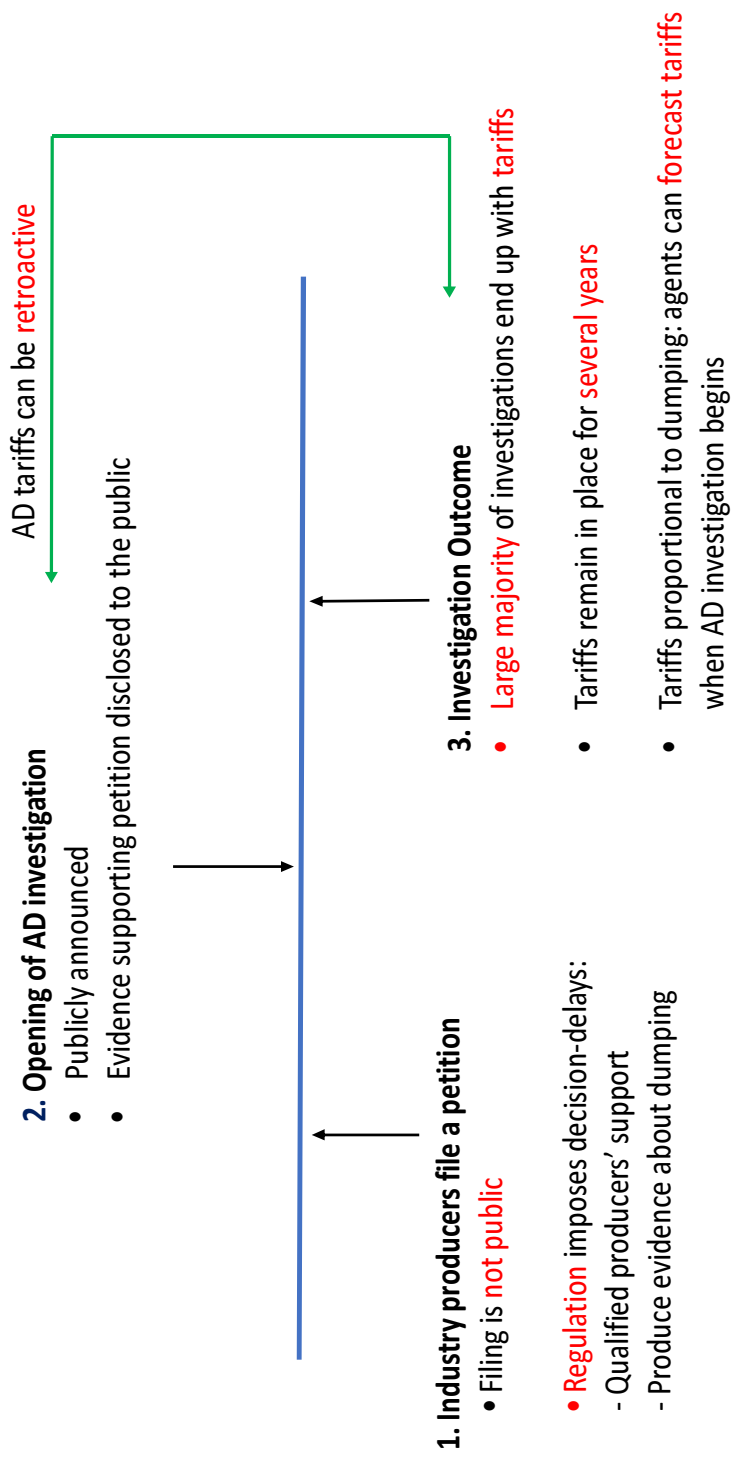 AD tariffs can be retroactive
2. Opening of AD investigation
• Publicly announced
• Evidence supporting petition disclosed to the public
1. Industry producers file a petition
• Filing is not public
• Regulation imposes decision-delays:
- Qualified producers’ support
- Produce evidence about dumping
3. Investigation Outcome
• Large majority of investigations end up with tariffs
• Tariffs remain in place for several years
• Tariffs proportional to dumping: agents can forecast tariffs
when AD investigation begins